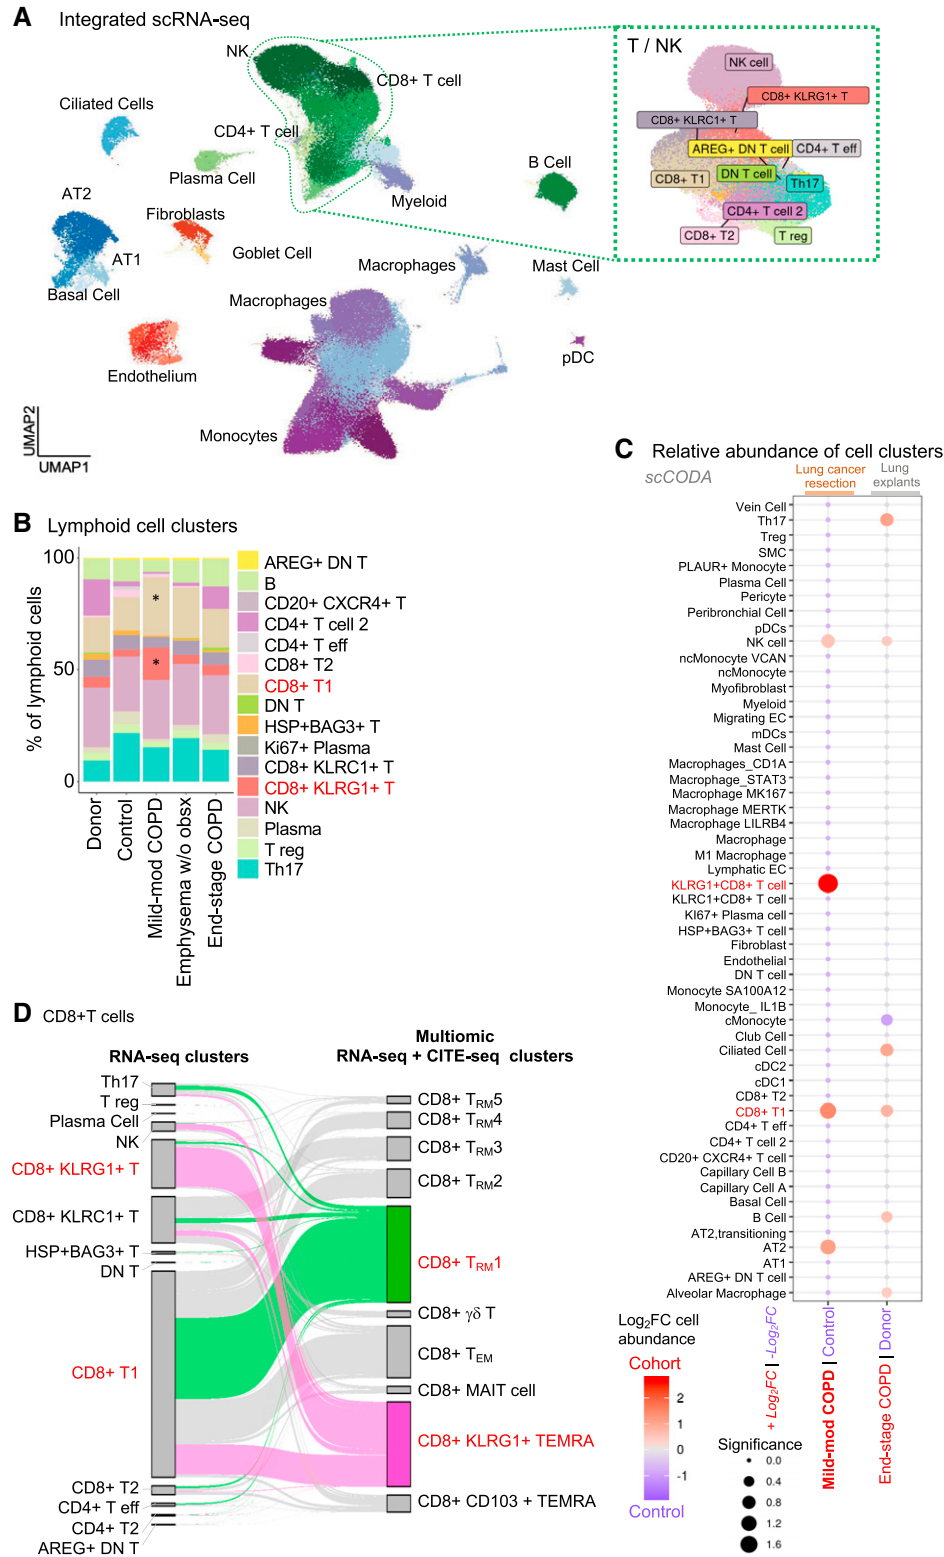 A Integrated scRNA-seq
NK
CD8+ T cell
Ciliated Cells
CD4+ T cell
Plasma Cell
Myeloid
B Cell
AT2
Fibroblasts
AT1
Goblet Cell
Basal Cell
Macrophages
Mast Cell
Macrophages
Endothelium
pDC
Monocytes
UMAP2
UMAP1
T / NK
NK cell
CD8+ KLRG1+ T
CD8+ KLRC1+ T
AREG+ DN T cell
CD4+ T eff
CD8+ T1
DN T cell
Th17
CD4+ T cell 2
CD8+ T2
T reg
B Lymphoid cell clusters
% of lymphoid cells
100
50
0
*
*
Donor
Control
Mild-mod COPD
Emphysema w/o obsx
End-stage COPD
AREG+ DN T
B
CD20+ CXCR4+ T
CD4+ T cell 2
CD4+ T eff
CD8+ T2
CD8+ T1
DN T
HSP+BAG3+ T
Ki67+ Plasma
CD8+ KLRC1+ T
CD8+ KLRG1+ T
NK
Plasma
T reg
Th17
C Relative abundance of cell clusters
scCODA
Lung cancer
resection
Lung
explants
Vein Cell
Th17
Treg
SMC
PLAUR+ Monocyte
Plasma Cell
Pericyte
Peribronchial Cell
pDCs
NK cell
ncMonocyte VCAN
ncMonocyte
Myofibroblast
Myeloid
Migrating EC
mDCs
Mast Cell
Macrophages_CD1A
Macrophage_STAT3
Macrophage MK167
Macrophage MERTK
Macrophage LILRB4
Macrophage
M1 Macrophage
Lymphatic EC
KLRG1+CD8+ T cell
KLRC1+CD8+ T cell
KI67+ Plasma cell
HSP+BAG3+ T cell
Fibroblast
Endothelial
DN T cell
Monocyte SA100A12
Monocyte_ IL1B
cMonocyte
Club Cell
Ciliated Cell
cDC2
cDC1
CD8+ T2
CD8+ T1
CD4+ T eff
CD4+ T cell 2
CD20+ CXCR4+ T cell
Capillary Cell B
Capillary Cell A
Basal Cell
B Cell
AT2,transitioning
AT2
AT1
AREG+ DN T cell
Alveolar Macrophage
+ Log2FC | -Log2FC
Mild-mod COPD | Control
End-stage COPD | Donor
Log2FC cell
abundance
Cohort
2
1
0
-1
Control
Significance
0.0
0.4
0.8
1.2
1.6
D CD8+T cells
RNA-seq clusters
Multiomic
RNA-seq + CITE-seq clusters
Th17
T reg
Plasma Cell
NK
CD8+ KLRG1+ T
CD8+ KLRC1+ T
HSP+BAG3+ T
DN T
CD8+ T1
CD8+ T2
CD4+ T eff
CD4+ T2
AREG+ DN T
CD8+ TRM5
CD8+ TRM4
CD8+ TRM3
CD8+ TRM2
CD8+ TRM1
CD8+ γδ T
CD8+ TEM
CD8+ MAIT cell
CD8+ KLRG1+ TEMRA
CD8+ CD103 + TEMRA